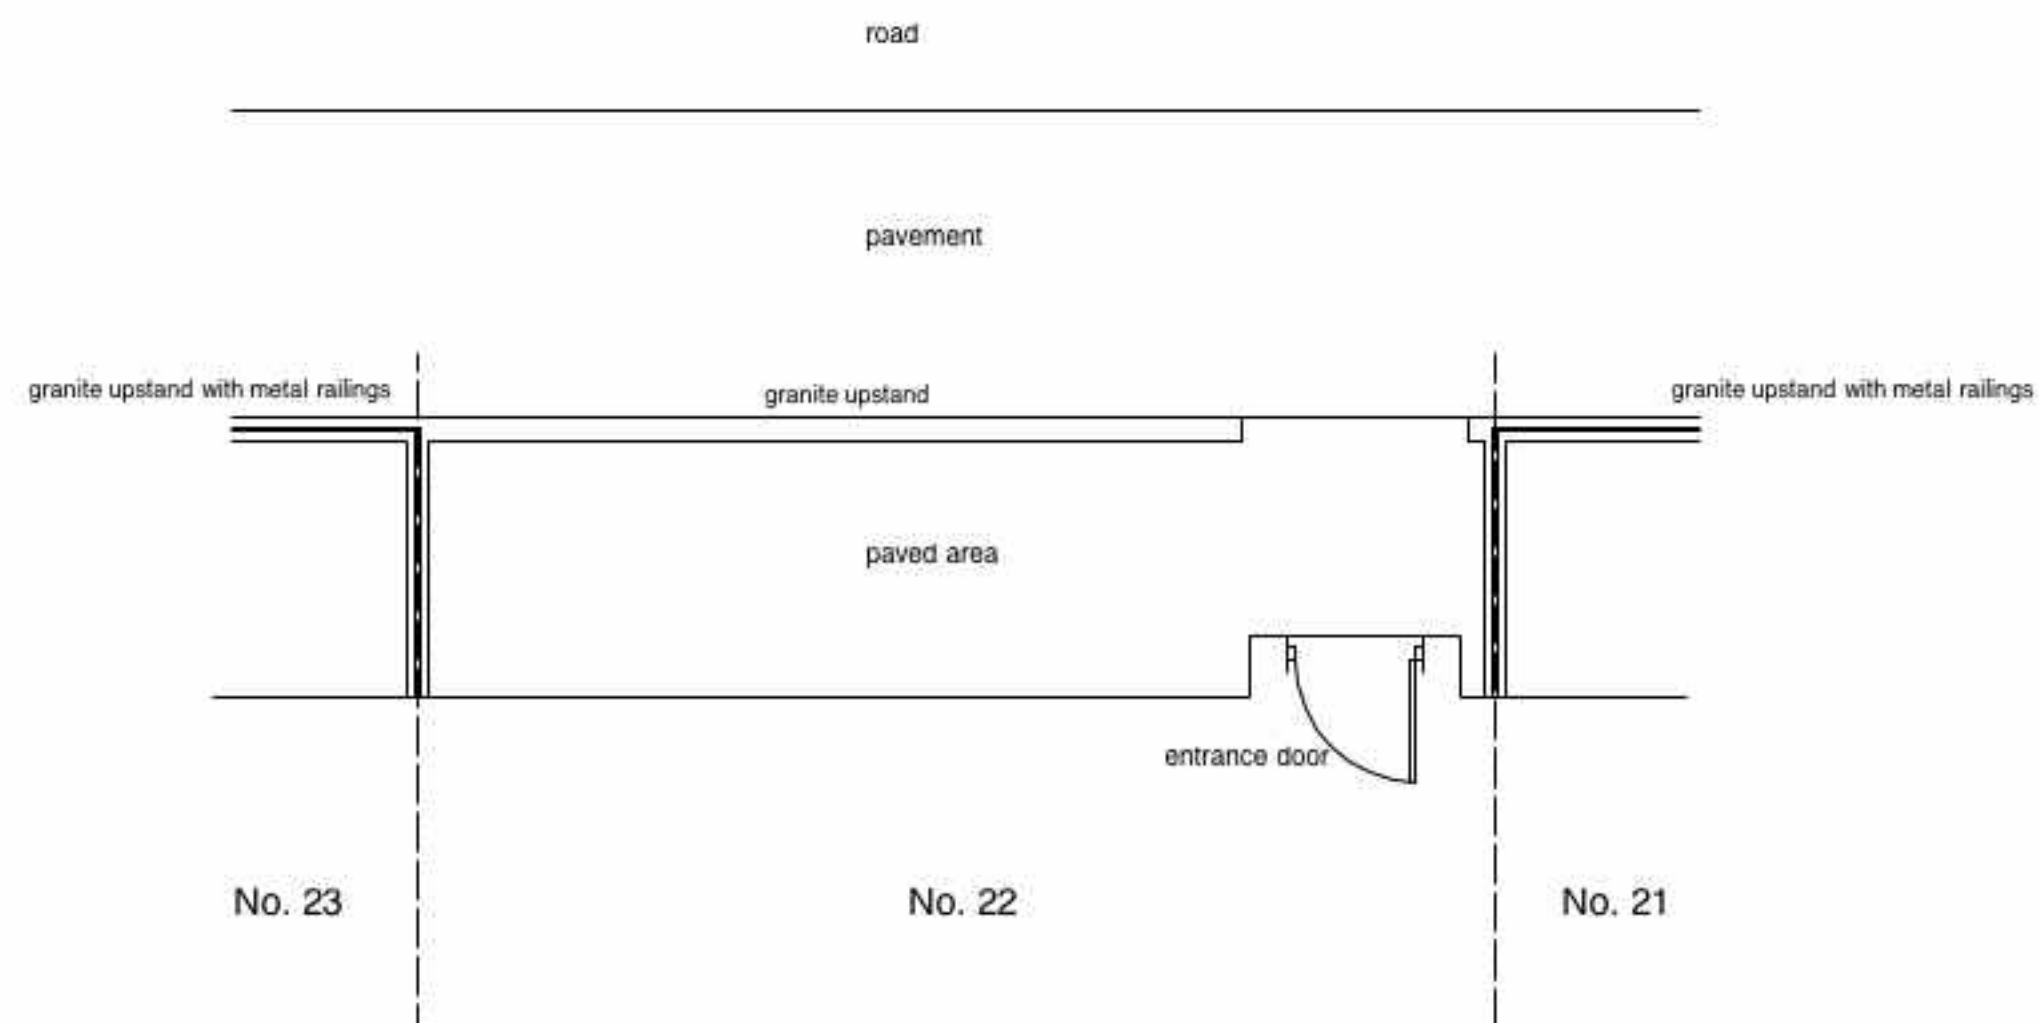 road
pavement
granite upstand with metal railings
granite upstand
granite upstand with metal railings
paved area
entrance door
No. 23
No. 22
No. 21